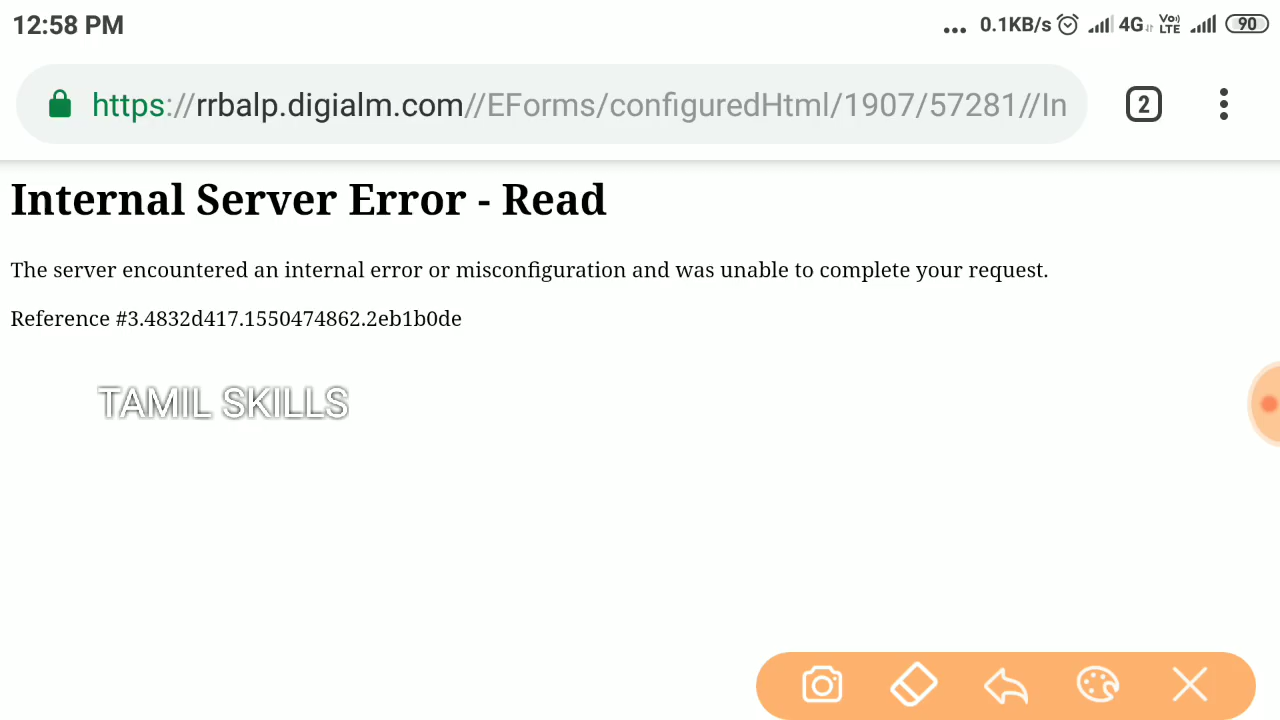 12:58 PM
... 0.1KB/s 4G VoLTE 90
https://rrbalp.digialm.com//EForms/configuredHtml/1907/57281//In
2
Internal Server Error - Read
The server encountered an internal error or misconfiguration and was unable to complete your request.
Reference #3.4832d417.1550474862.2eb1b0de
TAMIL SKILLS